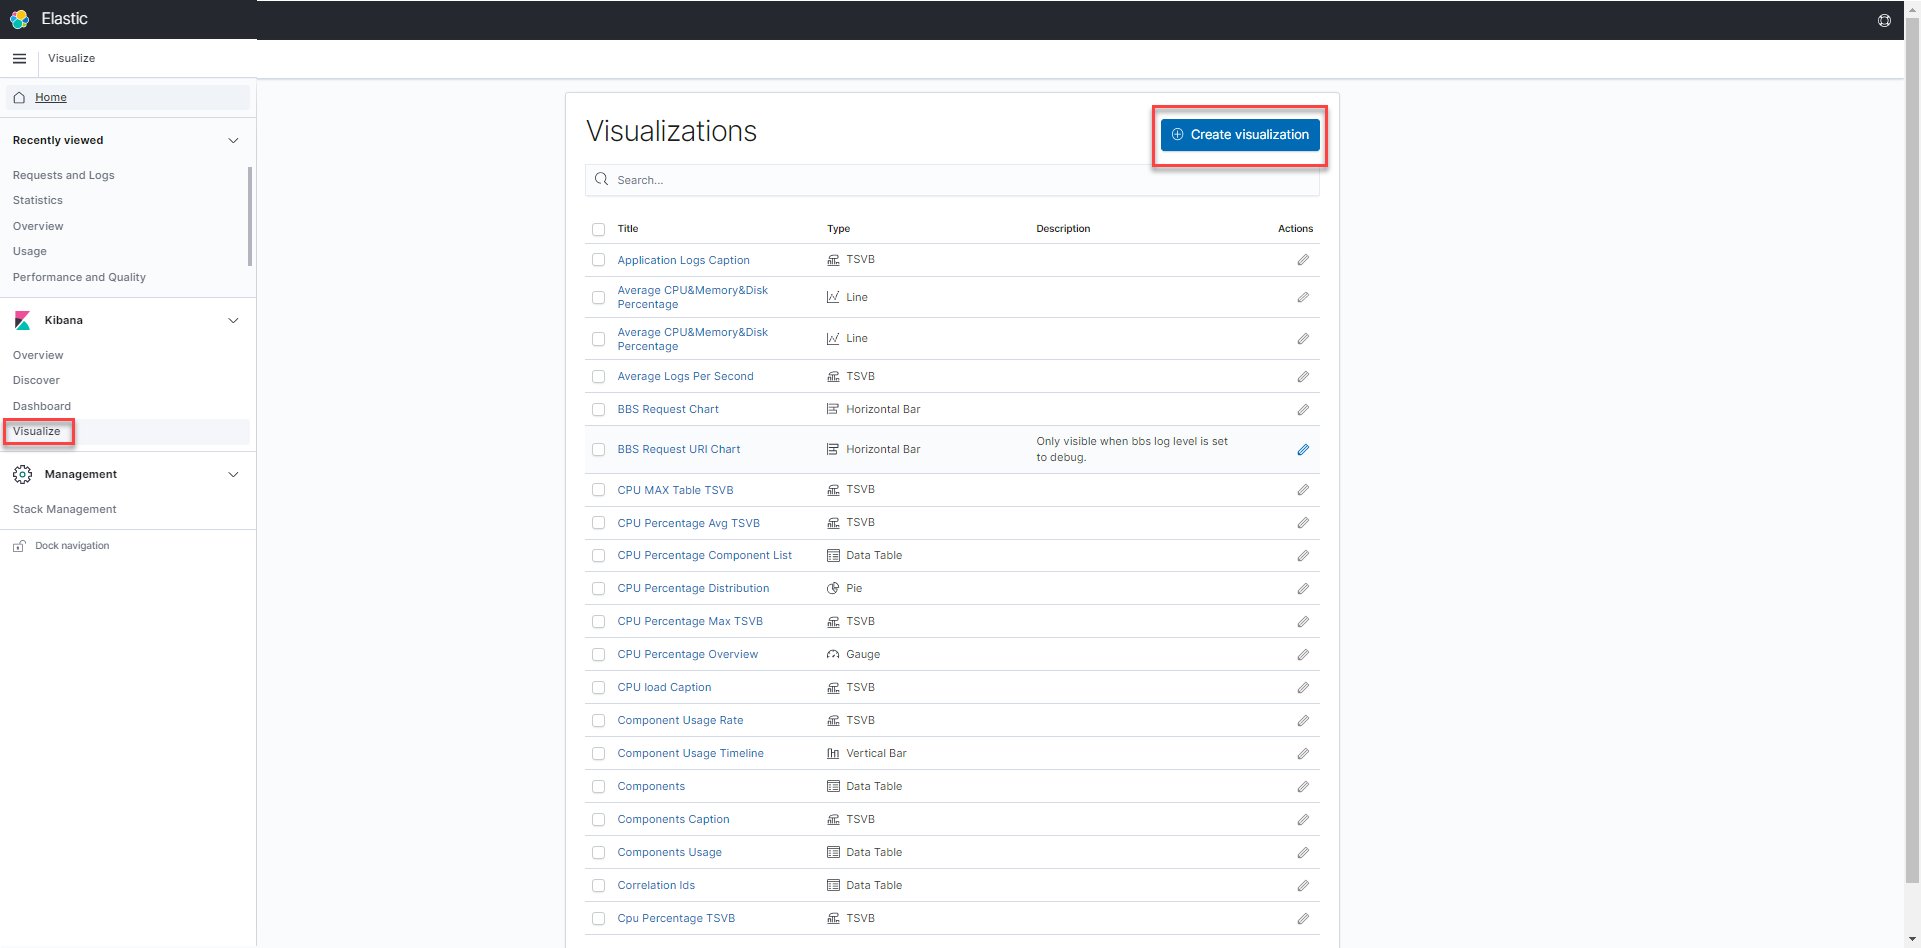 Elastic
Visualize
Home
Recently viewed
Requests and Logs
Statistics
Overview
Usage
Performance and Quality
Kibana
Overview
Discover
Dashboard
Visualize
Management
Stack Management
Dock navigation
Visualizations
Create visualization
Search...
Title Type Description Actions
Application Logs Caption TSVB
Average CPU&Memory&Disk
Percentage Line
Average CPU&Memory&Disk
Percentage Line
Average Logs Per Second TSVB
BBS Request Chart Horizontal Bar
BBS Request URI Chart Horizontal Bar Only visible when bbs log level is set
to debug.
CPU MAX Table TSVB TSVB
CPU Percentage Avg TSVB TSVB
CPU Percentage Component List Data Table
CPU Percentage Distribution Pie
CPU Percentage Max TSVB TSVB
CPU Percentage Overview Gauge
CPU load Caption TSVB
Component Usage Rate TSVB
Component Usage Timeline Vertical Bar
Components Data Table
Components Caption TSVB
Components Usage Data Table
Correlation Ids Data Table
Cpu Percentage TSVB TSVB